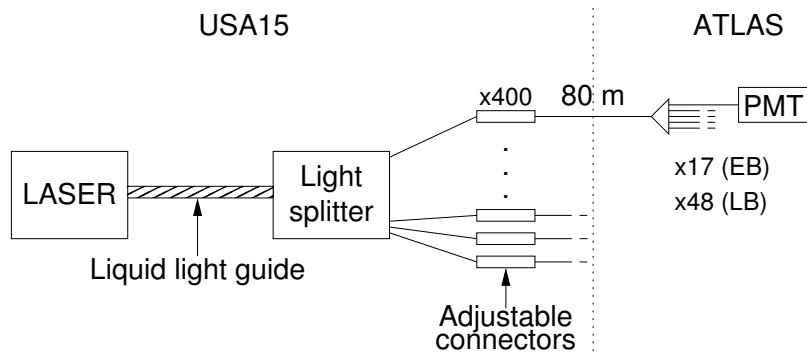 USA15
ATLAS
x400
80 m
PMT
LASER
Light
splitter
x17 (EB)
x48 (LB)
Liquid light guide
Adjustable
connectors